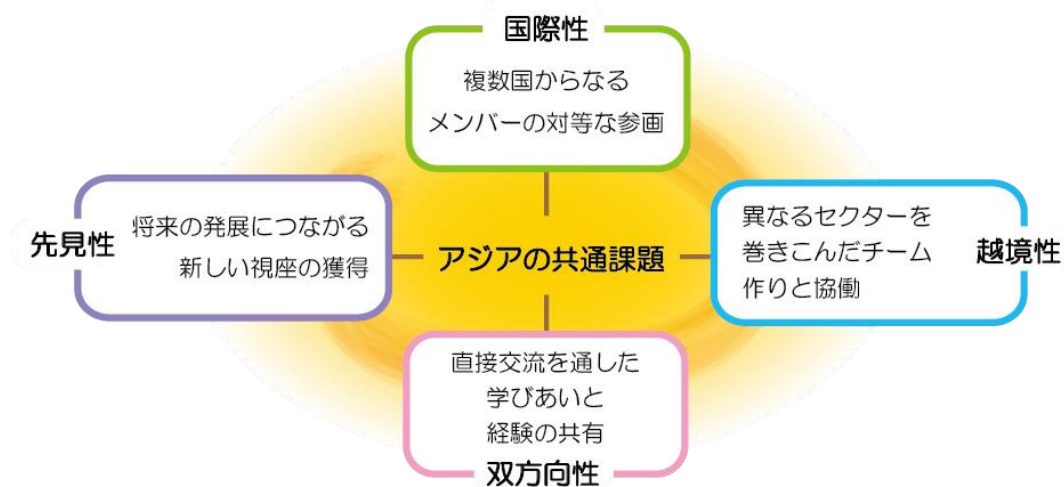 国際性
複数国からなる
メンバーの対等な参画
先見性
将来の発展につながる
新しい視座の獲得
アジアの共通課題
異なるセクターを
巻きこんだチーム
作りと協働
越境性
直接交流を通した
学びあいと
経験の共有
双方向性